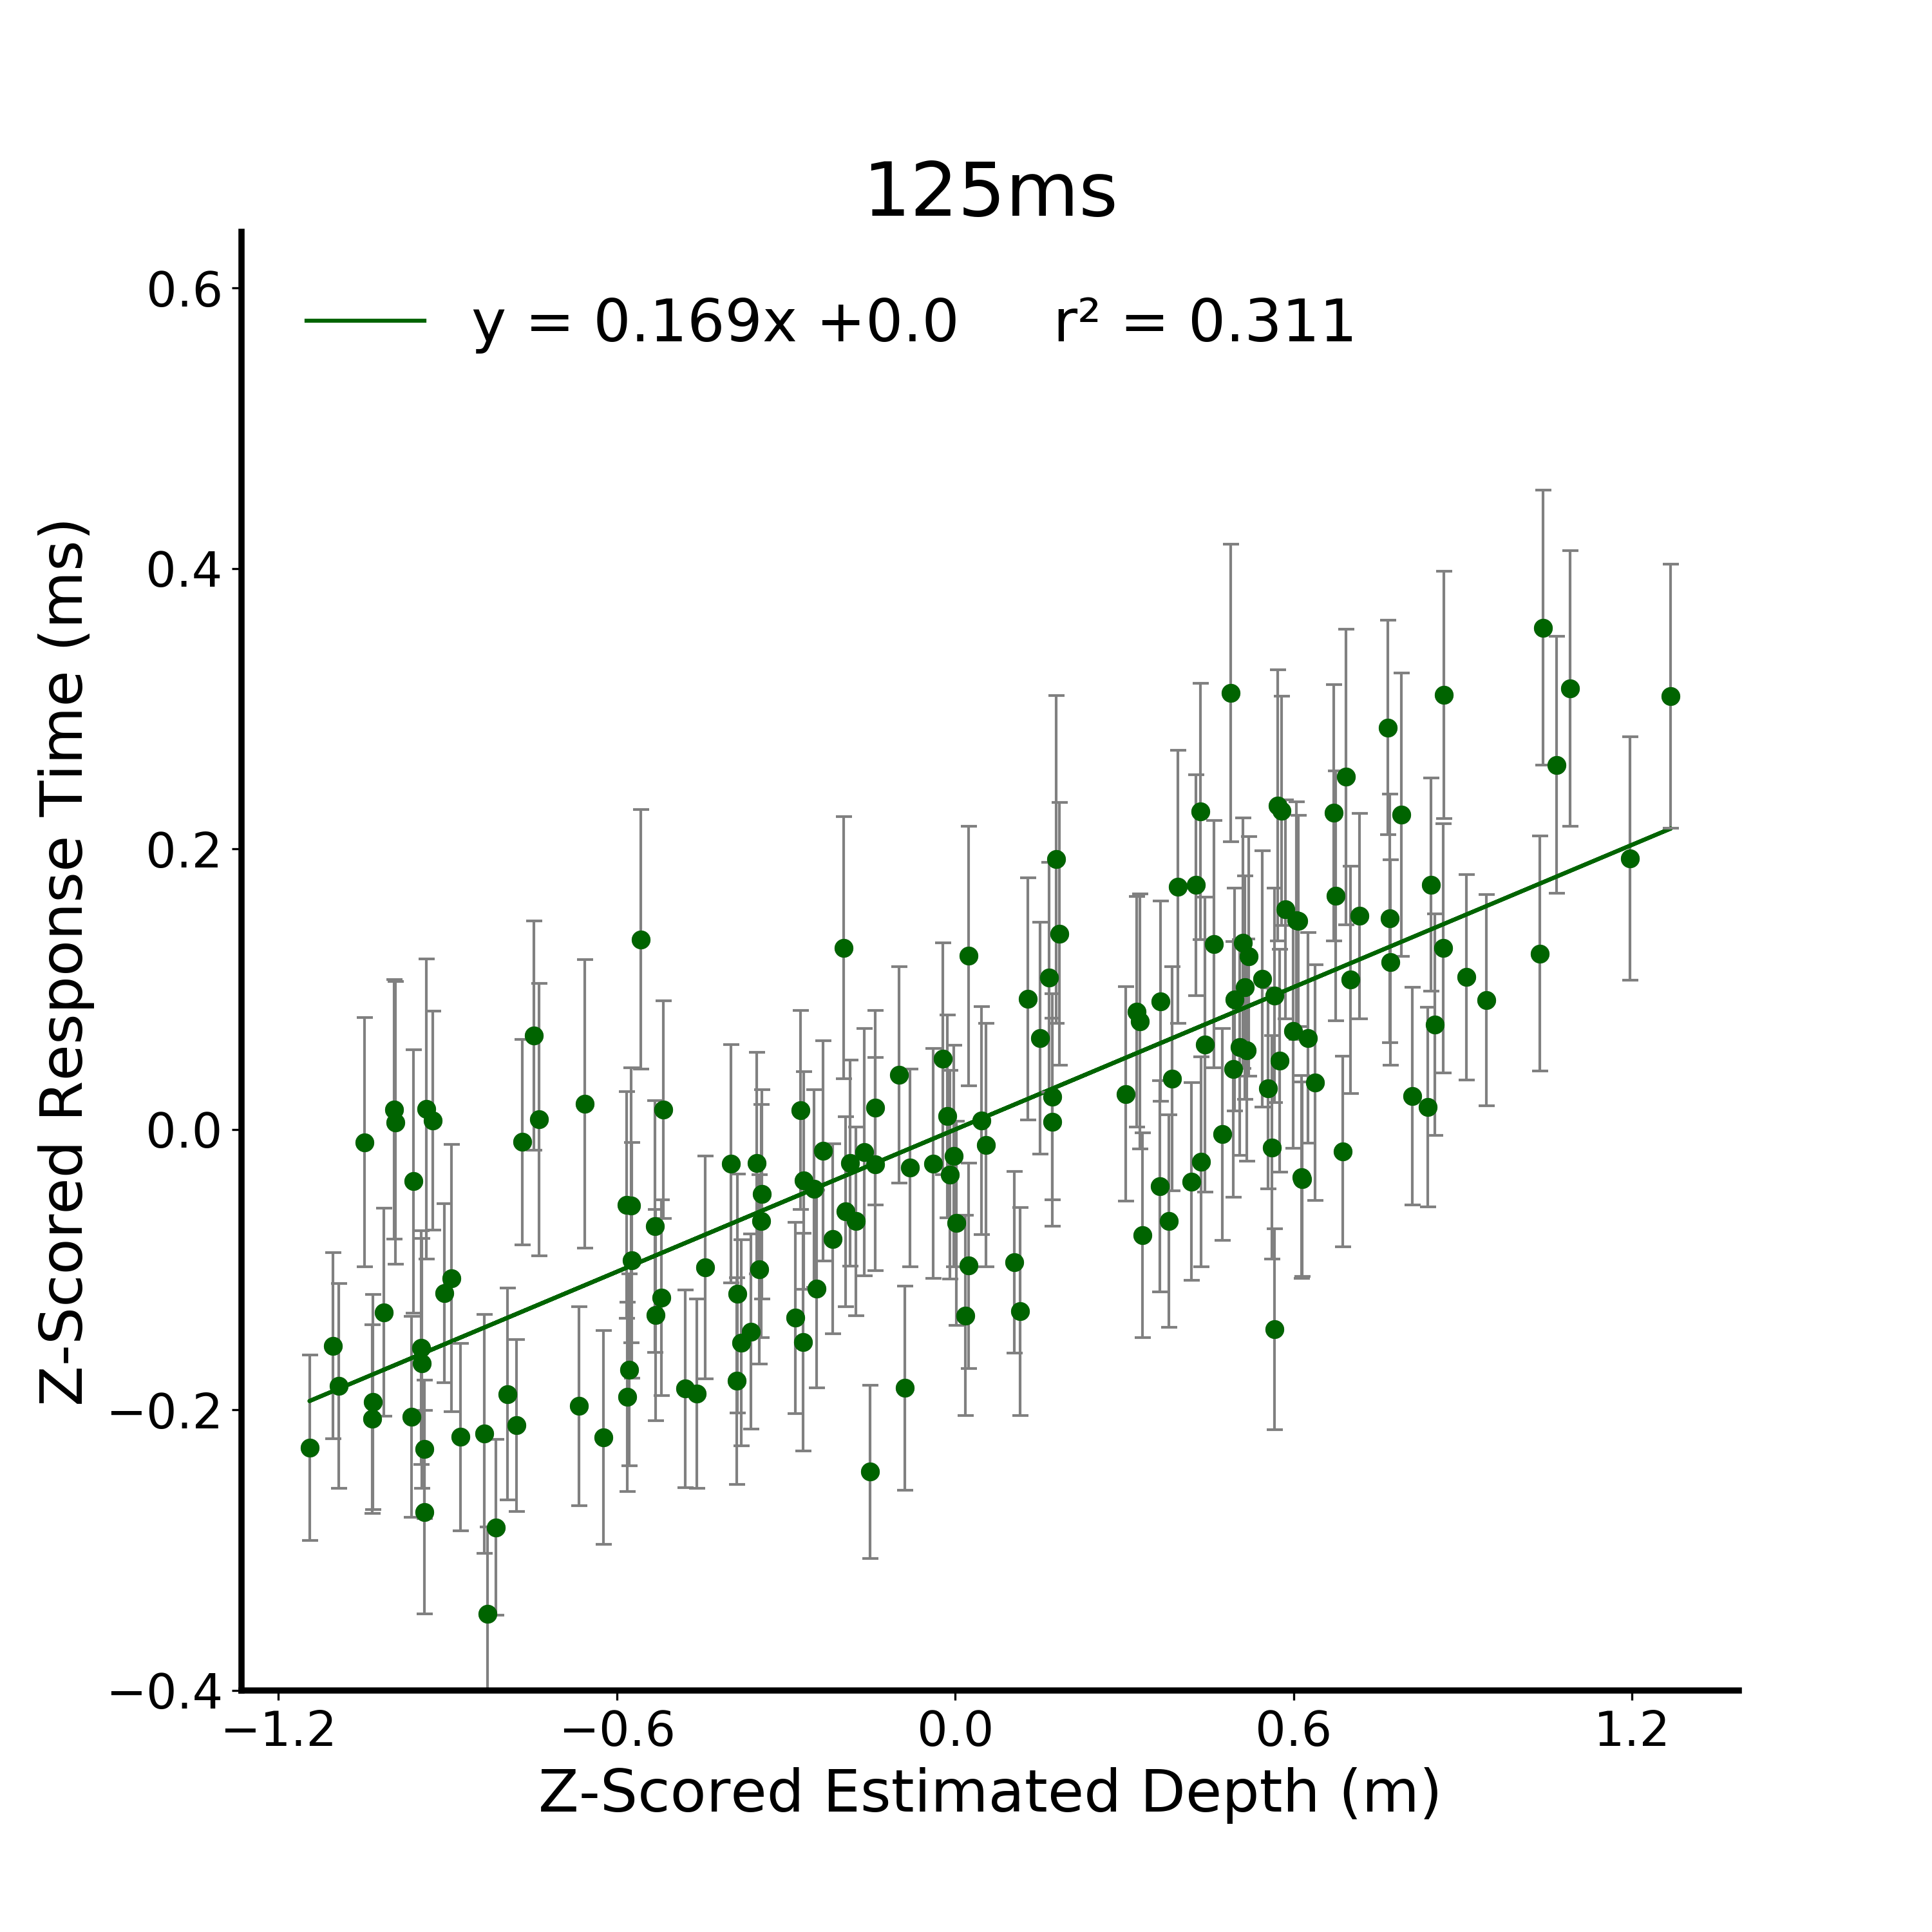 125ms
y = 0.169x +0.0 r² = 0.311
0.6
0.4
0.2
0.0
−0.2
−0.4
Z-Scored Response Time (ms)
−1.2 −0.6 0.0 0.6 1.2
Z-Scored Estimated Depth (m)